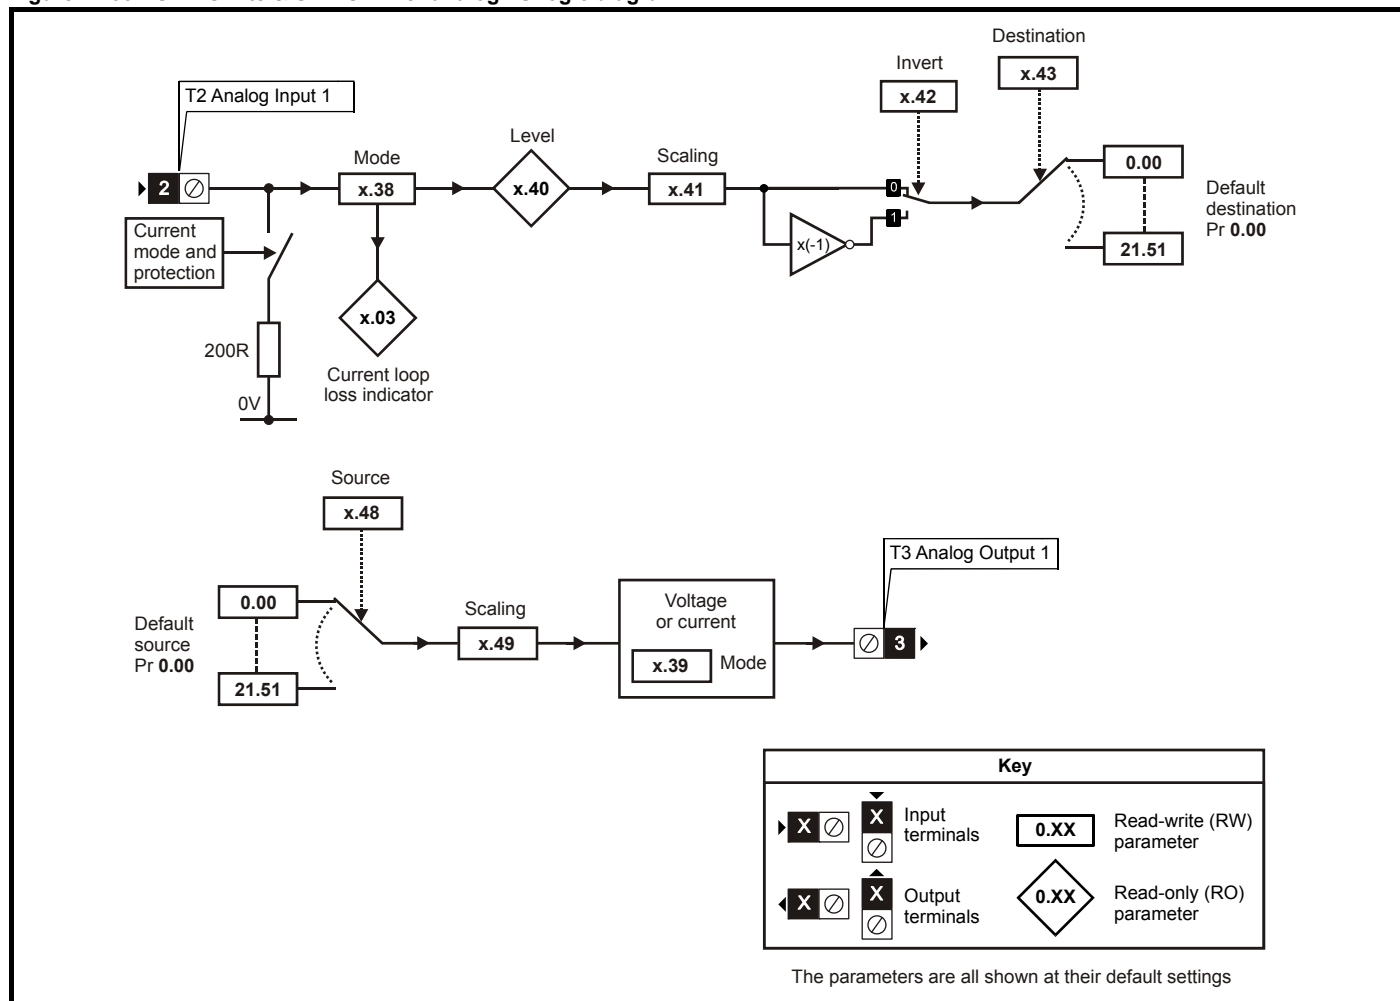 Destination
x.43
Invert
x.42
T2 Analog Input 1
Level
Mode
Scaling
2
x.38
x.40
x.41
0
1
x(-1)
0.00
21.51
Default
destination
Pr 0.00
Current
mode and
protection
x.03
200R
0V
Current loop
loss indicator
Source
x.48
T3 Analog Output 1
Default
source
Pr 0.00
0.00
21.51
Scaling
x.49
Voltage
or current
x.39 Mode
3
Key
X
X
Input
terminals
0.XX
Read-write (RW)
parameter
X
X
Output
terminals
0.XX
Read-only (RO)
parameter
The parameters are all shown at their default settings